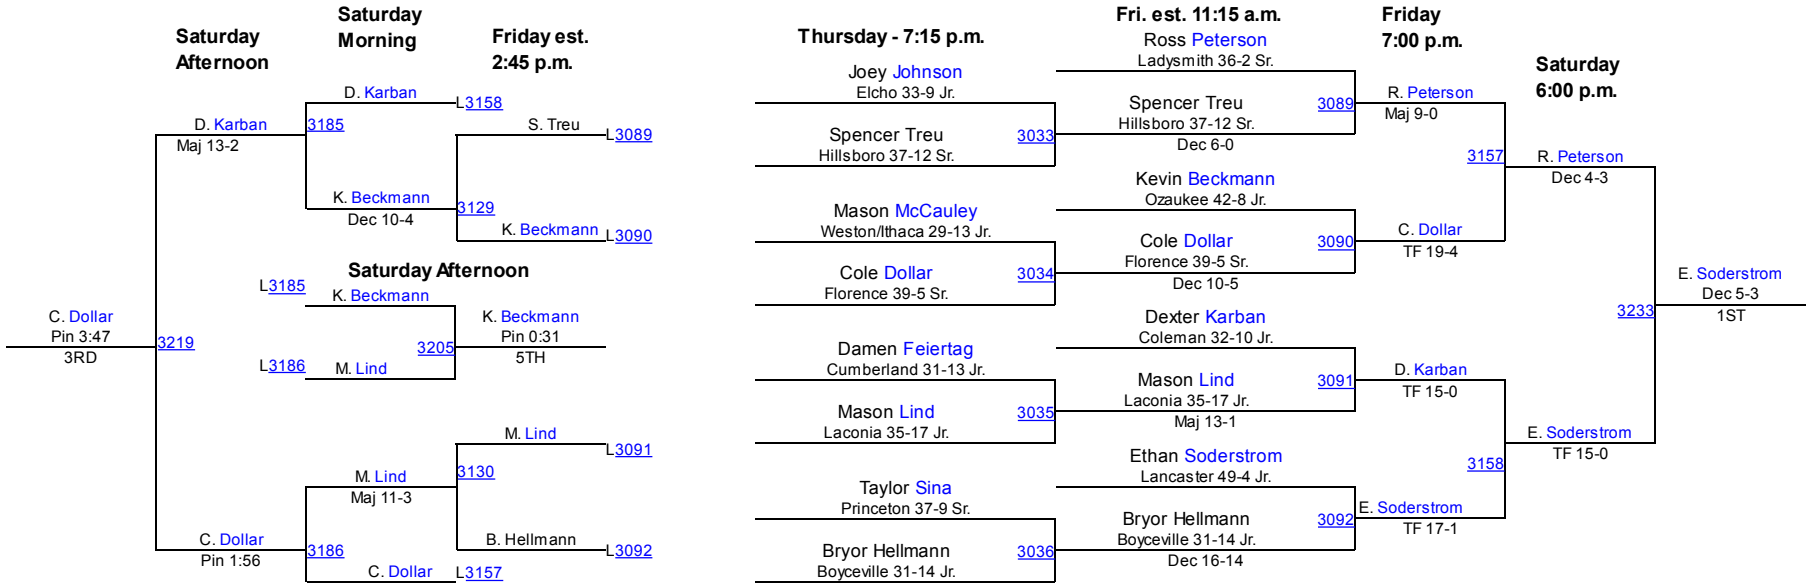 Saturday
Afternoon
Saturday
Morning
Friday est.
2:45 p.m.
D. Karban
L3158
3185
D. Karban
Maj 13-2
S. Treu
L3089
K. Beckmann
Dec 10-4
3129
K. Beckmann
L3090
Saturday Afternoon
L3185
K. Beckmann
C. Dollar
Pin 3:47
3RD
3219
K. Beckmann
Pin 0:31
5TH
3205
L3186
M. Lind
M. Lind
L3091
3130
M. Lind
Maj 11-3
C. Dollar
Pin 1:56
3186
B. Hellmann
L3092
C. Dollar
L3157
Thursday - 7:15 p.m.
Joey Johnson
Elcho 33-9 Jr.
3033
Spencer Treu
Hillsboro 37-12 Sr.
Mason McCauley
Weston/Ithaca 29-13 Jr.
3034
Cole Dollar
Florence 39-5 Sr.
Damen Feiertag
Cumberland 31-13 Jr.
3035
Mason Lind
Laconia 35-17 Jr.
Taylor Sina
Princeton 37-9 Sr.
3036
Bryor Hellmann
Boyceville 31-14 Jr.
Fri. est. 11:15 a.m.
Ross Peterson
Ladysmith 36-2 Sr.
3089
Spencer Treu
Hillsboro 37-12 Sr.
Dec 6-0
Kevin Beckmann
Ozaukee 42-8 Jr.
3090
Cole Dollar
Florence 39-5 Sr.
Dec 10-5
Dexter Karban
Coleman 32-10 Jr.
3091
Mason Lind
Laconia 35-17 Jr.
Maj 13-1
Ethan Soderstrom
Lancaster 49-4 Jr.
3092
Bryor Hellmann
Boyceville 31-14 Jr.
Dec 16-14
Friday
7:00 p.m.
R. Peterson
Maj 9-0
3157
C. Dollar
TF 19-4
D. Karban
TF 15-0
3158
E. Soderstrom
TF 17-1
Saturday
6:00 p.m.
R. Peterson
Dec 4-3
3233
E. Soderstrom
TF 15-0
E. Soderstrom
Dec 5-3
1ST